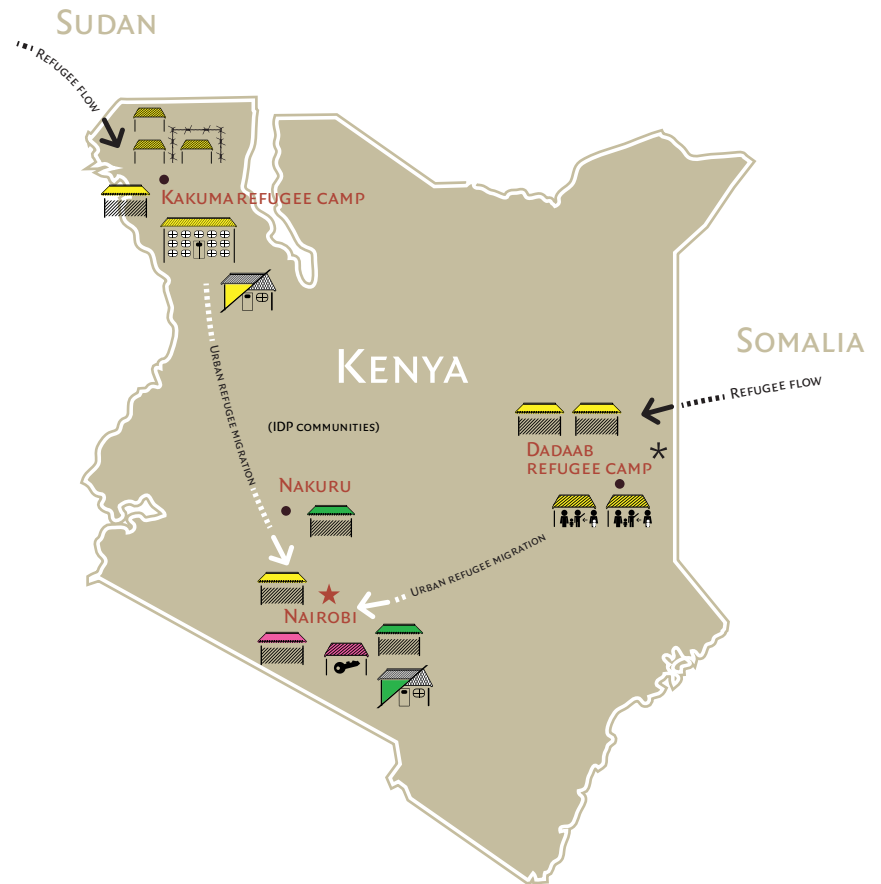 Sudan
Refugee flow
Kakuma refugee camp
Kenya
Somalia
Refugee flow
Urban refugee migration
(IDP communities)
Dadaab
refugee camp *
Nakuru
Urban refugee migration
Nairobi